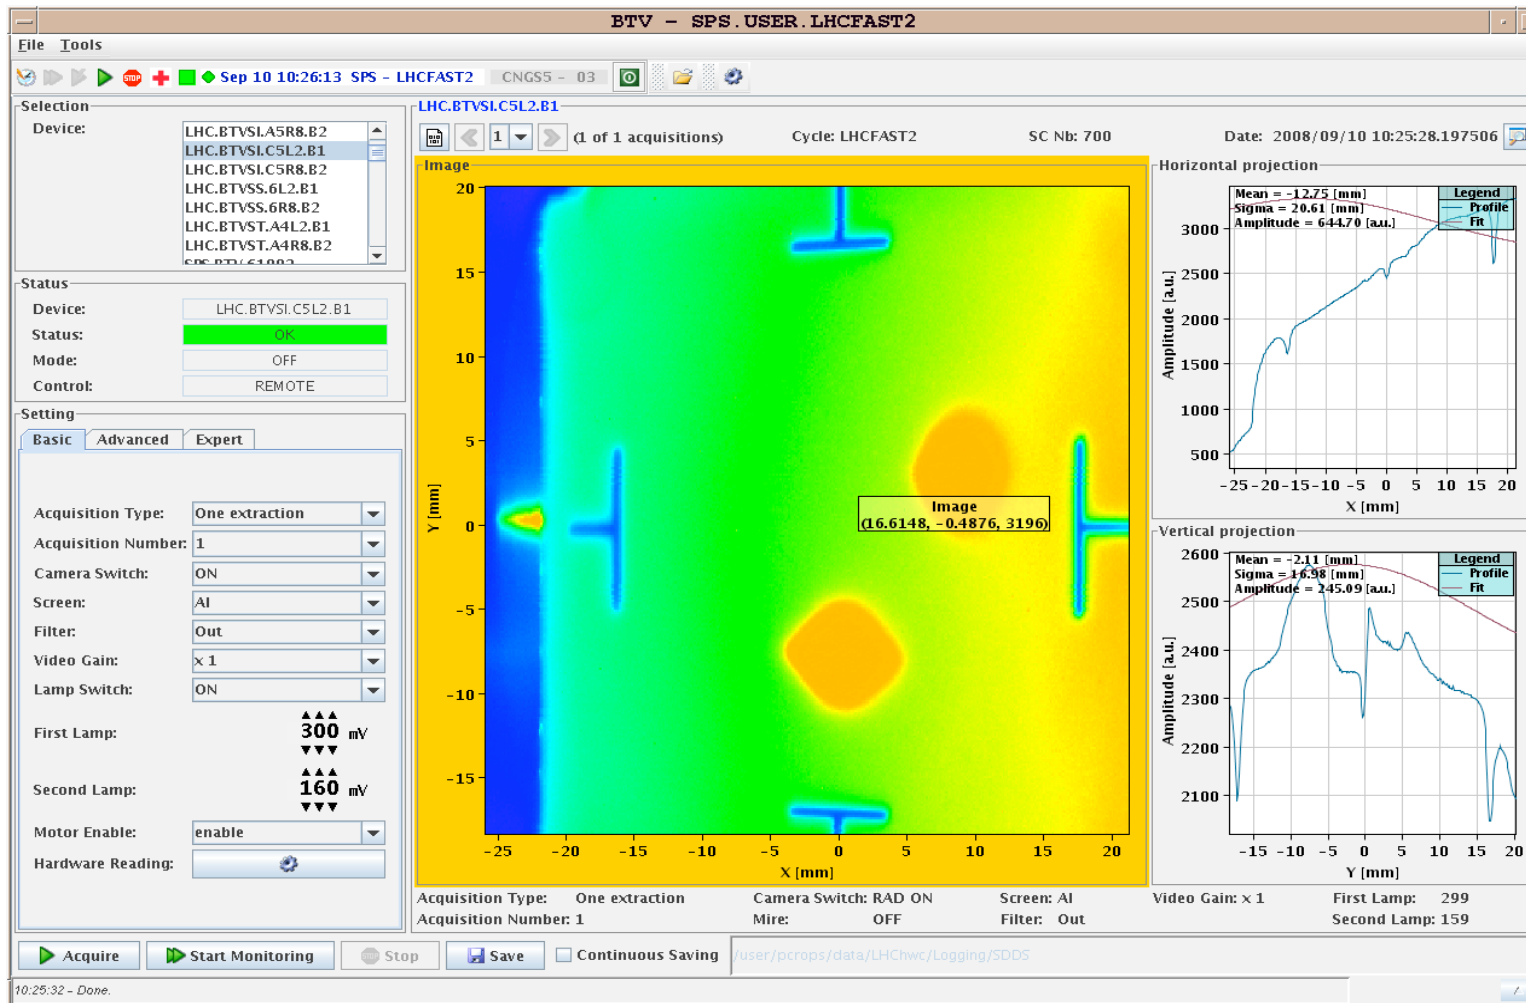 BTV - SPS.USER.LHCFAST2
File Tools
STOP Sep 10 10:26:13 SPS - LHCFAST2 CNGS5 - 03
Selection
Device:
LHC.BTVSI.A5R8.B2
LHC.BTVSI.C5L2.B1
LHC.BTVSI.C5R8.B2
LHC.BTVSS.6L2.B1
LHC.BTVSS.6R8.B2
LHC.BTVST.A4L2.B1
LHC.BTVST.A4R8.B2
Status
Device: LHC.BTVSI.C5L2.B1
Status: OK
Mode: OFF
Control: REMOTE
Setting
Basic Advanced Expert
Acquisition Type: One extraction
Acquisition Number: 1
Camera Switch: ON
Screen: Al
Filter: Out
Video Gain: x 1
Lamp Switch: ON
First Lamp: 300 mV
Second Lamp: 160 mV
Motor Enable: enable
Hardware Reading:
LHC.BTVSI.C5L2.B1
1 (1 of 1 acquisitions) Cycle: LHCFAST2 SC Nb: 700 Date: 2008/09/10 10:25:28.197506
Image
20
15
10
5
0
-5
-10
-15
Y [mm]
Image
(16.6148, -0.4876, 3196)
-25 -20 -15 -10 -5 0 5 10 15 20
X [mm]
Horizontal projection
Mean = -12.75 [mm]
Sigma = 20.61 [mm]
Amplitude = 644.70 [a.u.]
Legend
Profile
Fit
3000
2500
2000
1500
1000
500
Amplitude [a.u.]
-25 -20 -15 -10 -5 0 5 10 15 20
X [mm]
Vertical projection
Mean = -2.11 [mm]
Sigma = 16.98 [mm]
Amplitude = 245.09 [a.u.]
Legend
Profile
Fit
2600
2500
2400
2300
2200
2100
Amplitude [a.u.]
-15 -10 -5 0 5 10 15 20
Y [mm]
Acquisition Type: One extraction Camera Switch: RAD ON Screen: Al Video Gain: x 1 First Lamp: 299
Acquisition Number: 1 Mire: OFF Filter: Out Second Lamp: 159
Acquire Start Monitoring STOP Stop Save Continuous Saving /user/pcrops/data/LHChwc/Logging/SDDS
10:25:32 - Done.